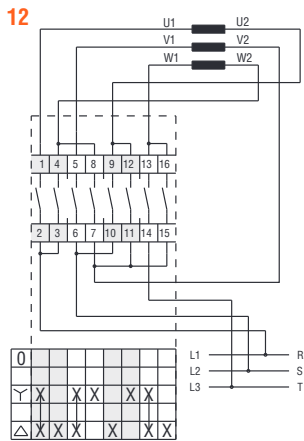 12
U1 U2
V1 V2
W1 W2
1 4 5 8 9 12 13 16
2 3 6 7 10 11 14 15
L1 R
L2 S
L3 T
0
X X X X X
X X X X X X